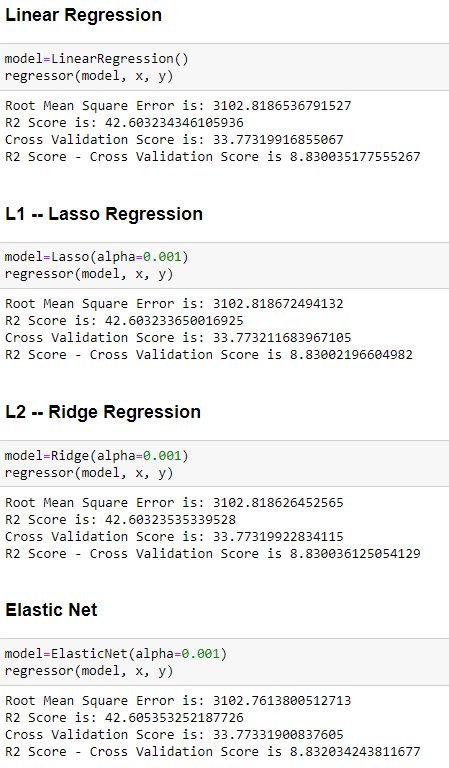 Linear Regression
model=LinearRegression()
regressor(model, x, y)
Root Mean Square Error is: 3102.8186536791527
R2 Score is: 42.603234346105936
Cross Validation Score is: 33.77319916855067
R2 Score - Cross Validation Score is 8.830035177555267
L1 -- Lasso Regression
model=Lasso(alpha=0.001)
regressor(model, x, y)
Root Mean Square Error is: 3102.818672494132
R2 Score is: 42.603233650016925
Cross Validation Score is: 33.773211683967105
R2 Score - Cross Validation Score is 8.83002196604982
L2 -- Ridge Regression
model=Ridge(alpha=0.001)
regressor(model, x, y)
Root Mean Square Error is: 3102.818626452565
R2 Score is: 42.60323535339528
Cross Validation Score is: 33.77319922834115
R2 Score - Cross Validation Score is 8.830036125054129
Elastic Net
model=ElasticNet(alpha=0.001)
regressor(model, x, y)
Root Mean Square Error is: 3102.7613800512713
R2 Score is: 42.605353252187726
Cross Validation Score is: 33.77331900837605
R2 Score - Cross Validation Score is 8.832034243811677